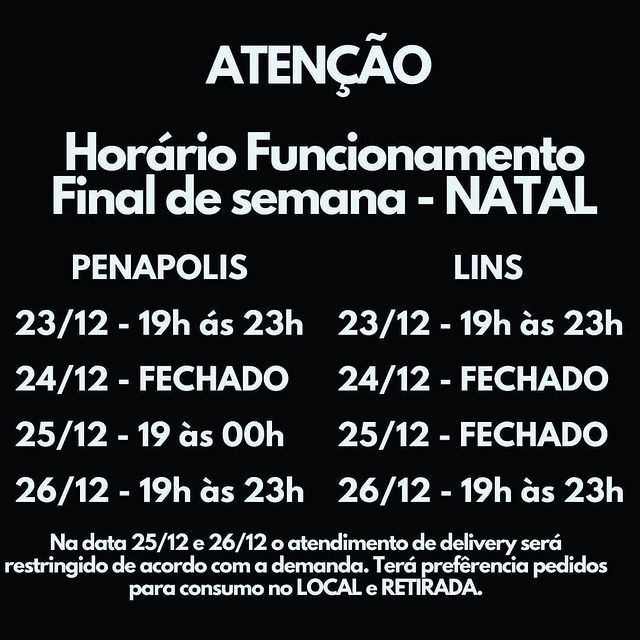 ATENÇÃO
Horário Funcionamento
Final de semana - NATAL
PENAPOLIS
23/12 - 19h ás 23h
24/12 - FECHADO
25/12 - 19 às 00h
26/12 - 19h às 23h
LINS
23/12 - 19h às 23h
24/12 - FECHADO
25/12 - FECHADO
26/12 - 19h às 23h
Na data 25/12 e 26/12 o atendimento de delivery será
restringido de acordo com a demanda. Terá prefêrencia pedidos
para consumo no LOCAL e RETIRADA.